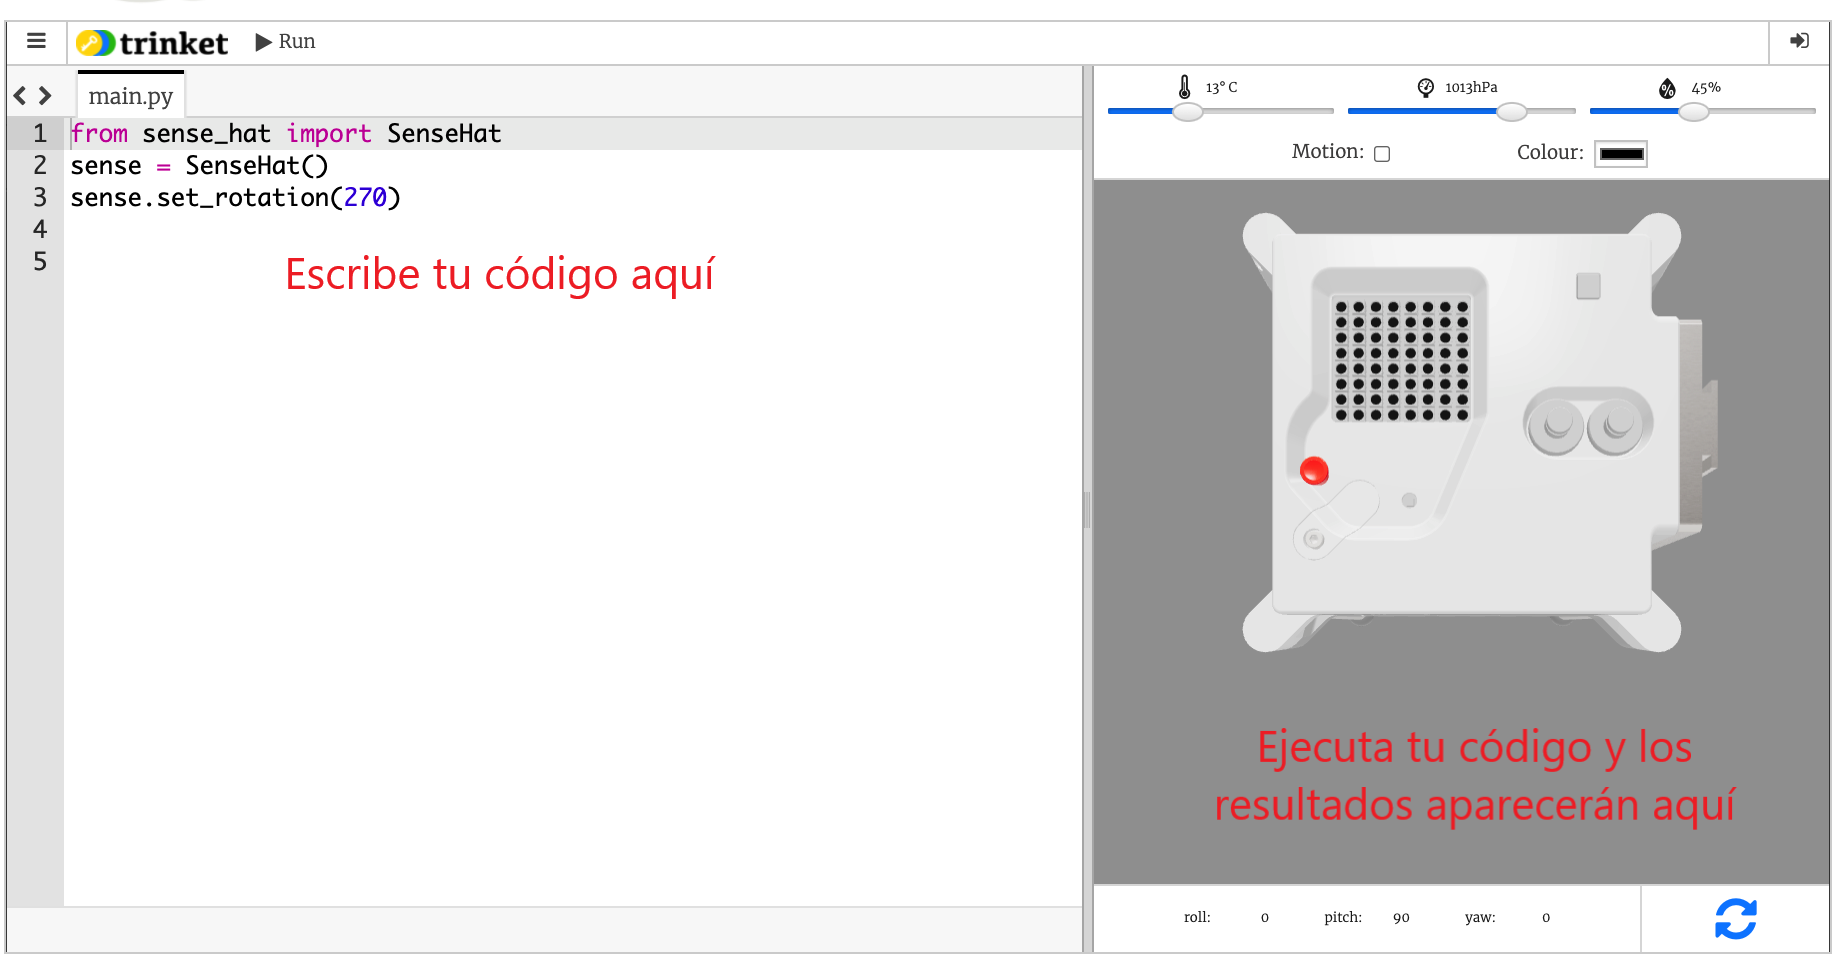 trinket Run
main.py
1 from sense_hat import SenseHat
2 sense = SenseHat()
3 sense.set_rotation(270)
4
5
Escribe tu código aquí
13° C 1013hPa 45%
Motion: Colour:
Ejecuta tu código y los
resultados aparecerán aquí
roll: 0 pitch: 90 yaw: 0